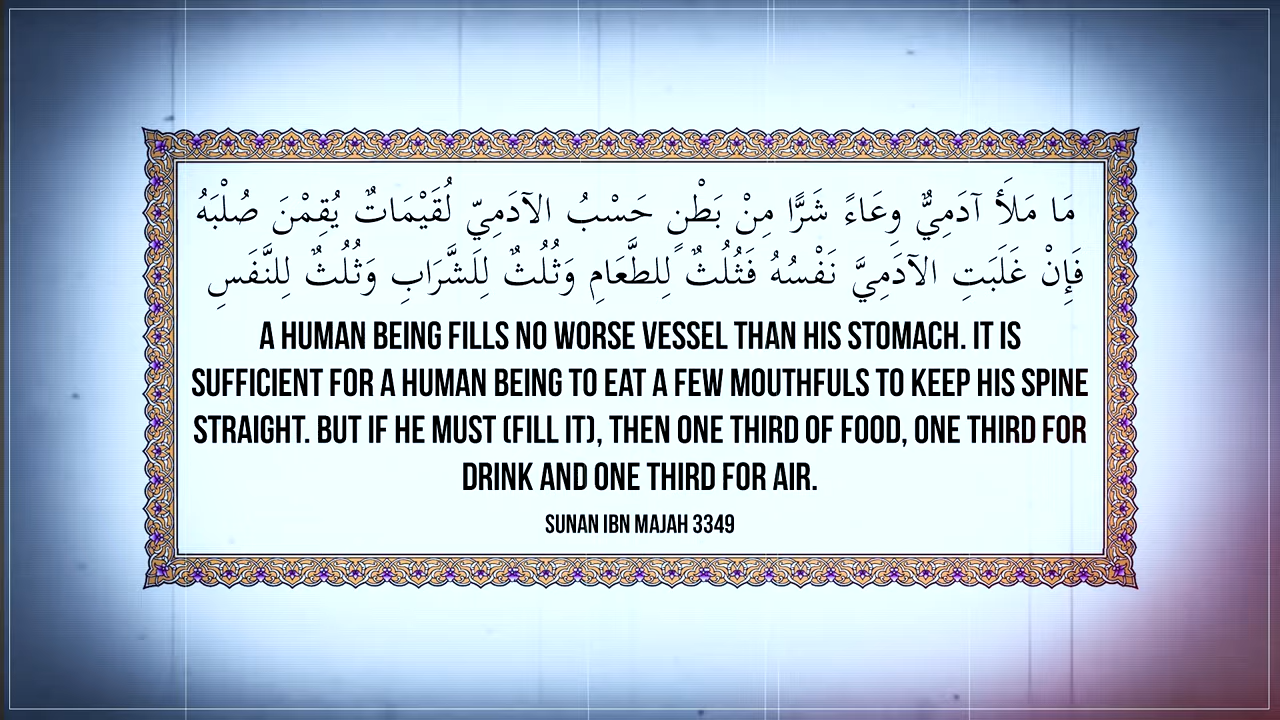 مَا مَلَأَ آدَمِيٌّ وِعَاءً شَرًّا مِنْ بَطْنٍ حَسْبُ الآدَمِيّ لُقَيْمَاتٌ يُقِمْنَ صُلْبَهُ
فَإِنْ غَلَبَتِ الآدَمِيَّ نَفْسُهُ فَثُلُثٌ لِلطَّعَامِ وَثُلُثٌ لِلَشَّرَابِ وَثُلُثٌ لِلنَّفَسِ
A HUMAN BEING FILLS NO WORSE VESSEL THAN HIS STOMACH. IT IS
SUFFICIENT FOR A HUMAN BEING TO EAT A FEW MOUTHFULS TO KEEP HIS SPINE
STRAIGHT. BUT IF HE MUST (FILL IT), THEN ONE THIRD OF FOOD, ONE THIRD FOR
DRINK AND ONE THIRD FOR AIR.
SUNAN IBN MAJAH 3349